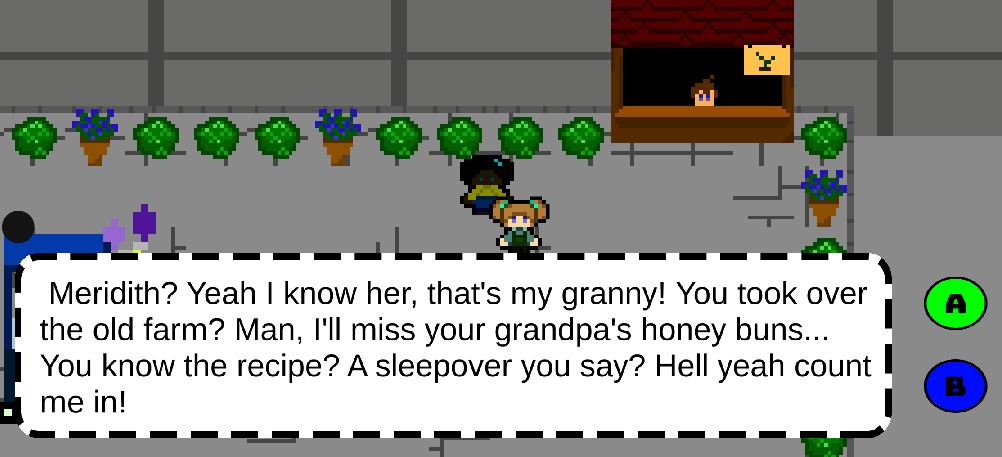 Meridith? Yeah I know her, that's my granny! You took over
the old farm? Man, I'll miss your grandpa's honey buns...
You know the recipe? A sleepover you say? Hell yeah count
me in!
A
B